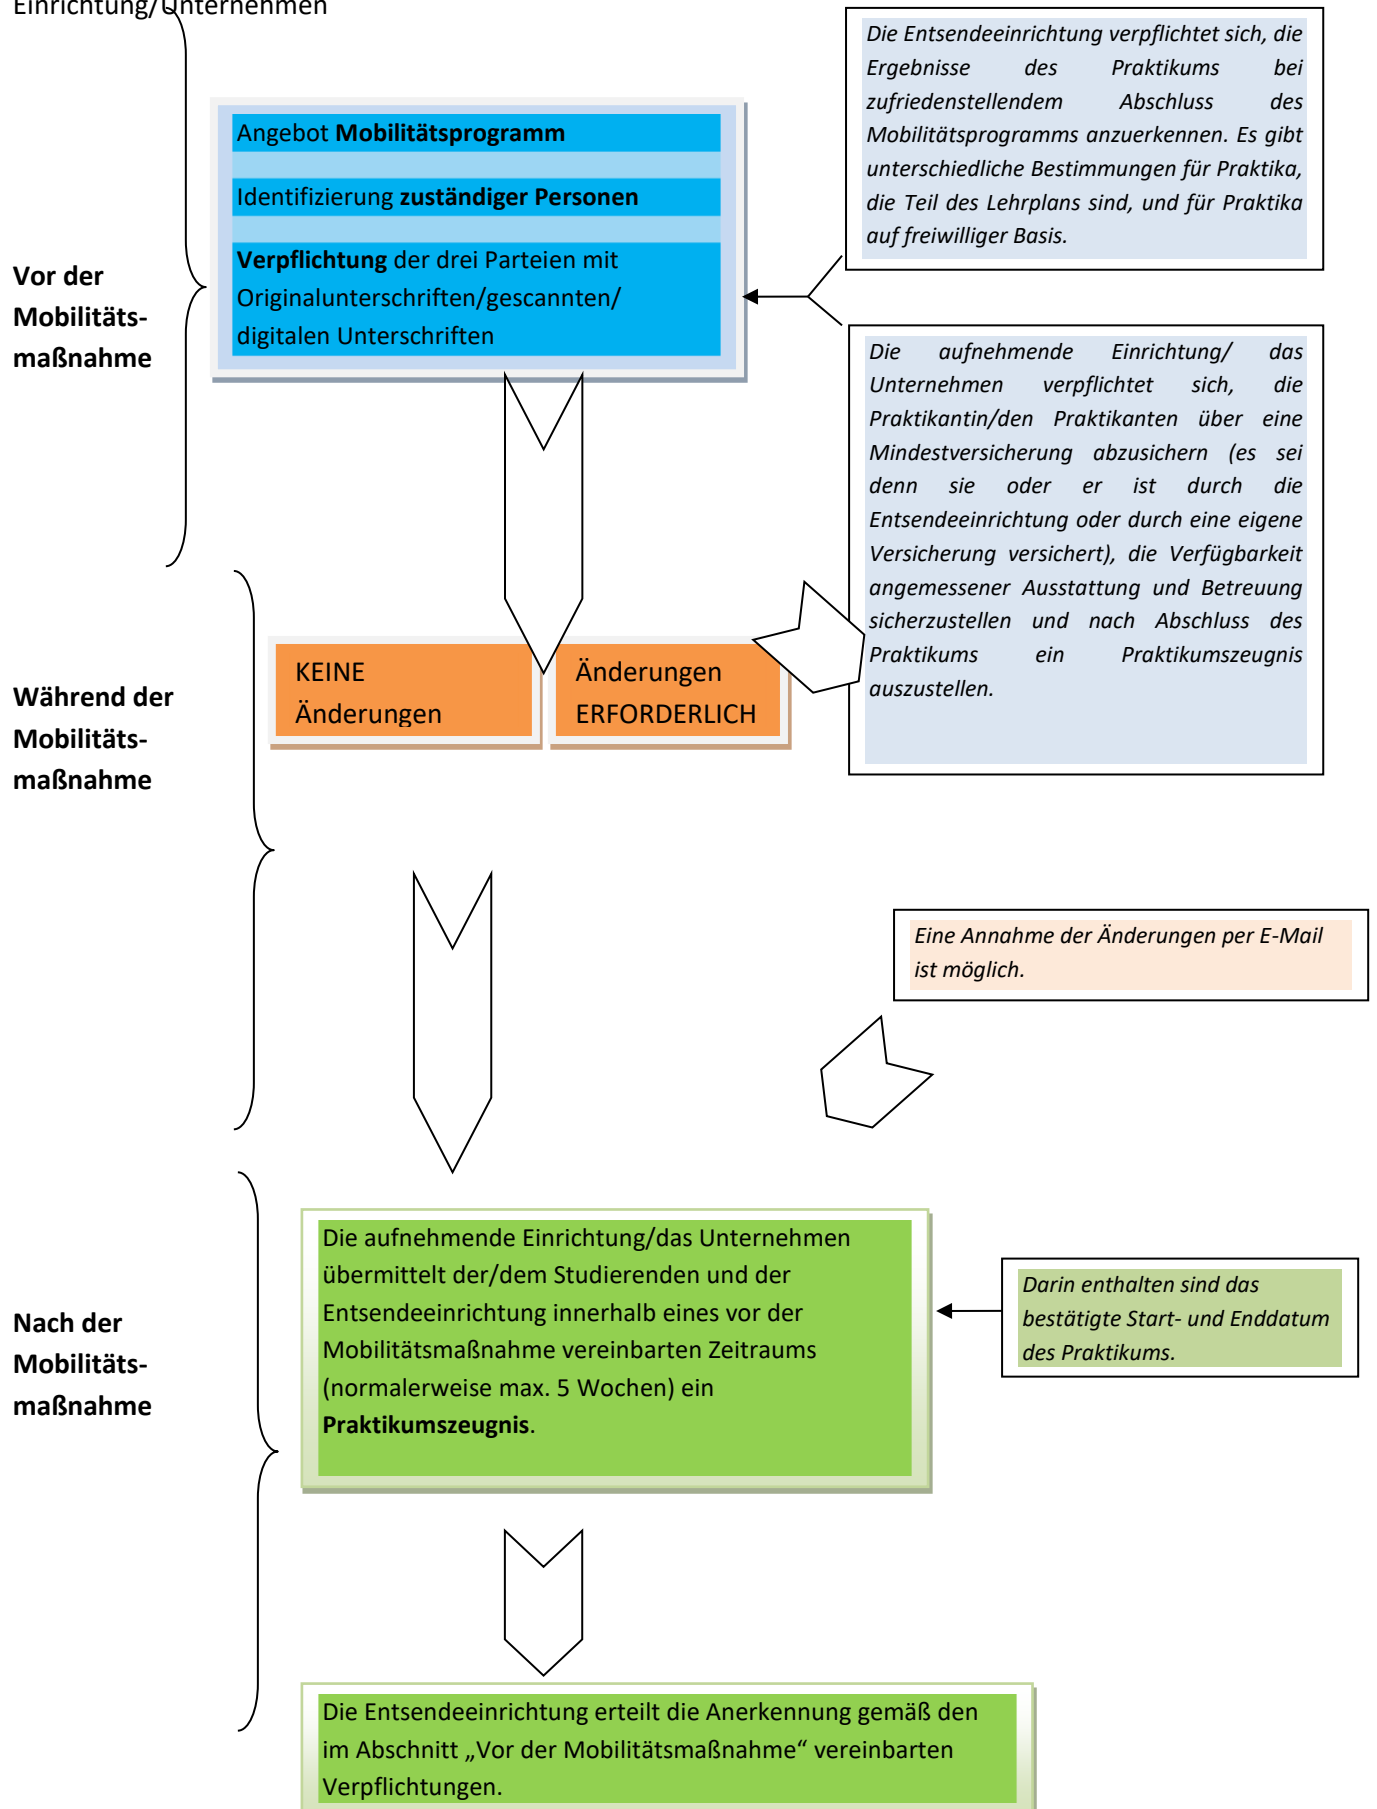 Einrichtung/Unternehmen
Vor der
Mobilitäts-
maßnahme
Angebot Mobilitätsprogramm
Identifizierung zuständiger Personen
Verpflichtung der drei Parteien mit
Originalunterschriften/gescannten/
digitalen Unterschriften
Die Entsendeeinrichtung verpflichtet sich, die
Ergebnisse des Praktikums bei
zufriedenstellendem Abschluss des
Mobilitätsprogramms anzuerkennen. Es gibt
unterschiedliche Bestimmungen für Praktika,
die Teil des Lehrplans sind, und für Praktika
auf freiwilliger Basis.
Die aufnehmende Einrichtung/ das
Unternehmen verpflichtet sich, die
Praktikantin/den Praktikanten über eine
Mindestversicherung abzusichern (es sei
denn sie oder er ist durch die
Entsendeeinrichtung oder durch eine eigene
Versicherung versichert), die Verfügbarkeit
angemessener Ausstattung und Betreuung
sicherzustellen und nach Abschluss des
Praktikums ein Praktikumszeugnis
auszustellen.
Während der
Mobilitäts-
maßnahme
KEINE
Änderungen
Änderungen
ERFORDERLICH
Eine Annahme der Änderungen per E-Mail
ist möglich.
Nach der
Mobilitäts-
maßnahme
Die aufnehmende Einrichtung/das Unternehmen
übermittelt der/dem Studierenden und der
Entsendeeinrichtung innerhalb eines vor der
Mobilitätsmaßnahme vereinbarten Zeitraums
(normalerweise max. 5 Wochen) ein
Praktikumszeugnis.
Darin enthalten sind das
bestätigte Start- und Enddatum
des Praktikums.
Die Entsendeeinrichtung erteilt die Anerkennung gemäß den
im Abschnitt „Vor der Mobilitätsmaßnahme“ vereinbarten
Verpflichtungen.